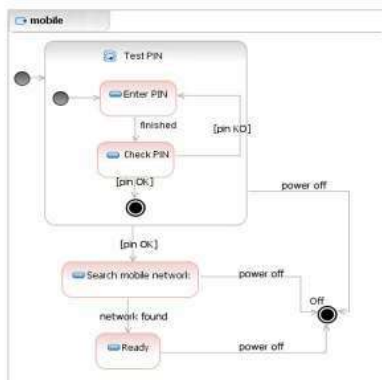 mobile
Test PIN
Enter PIN
finished
[pin KO]
Check PIN
[pin OK]
power off
[pin OK]
Search mobile network
power off
Off
network found
Ready
power off